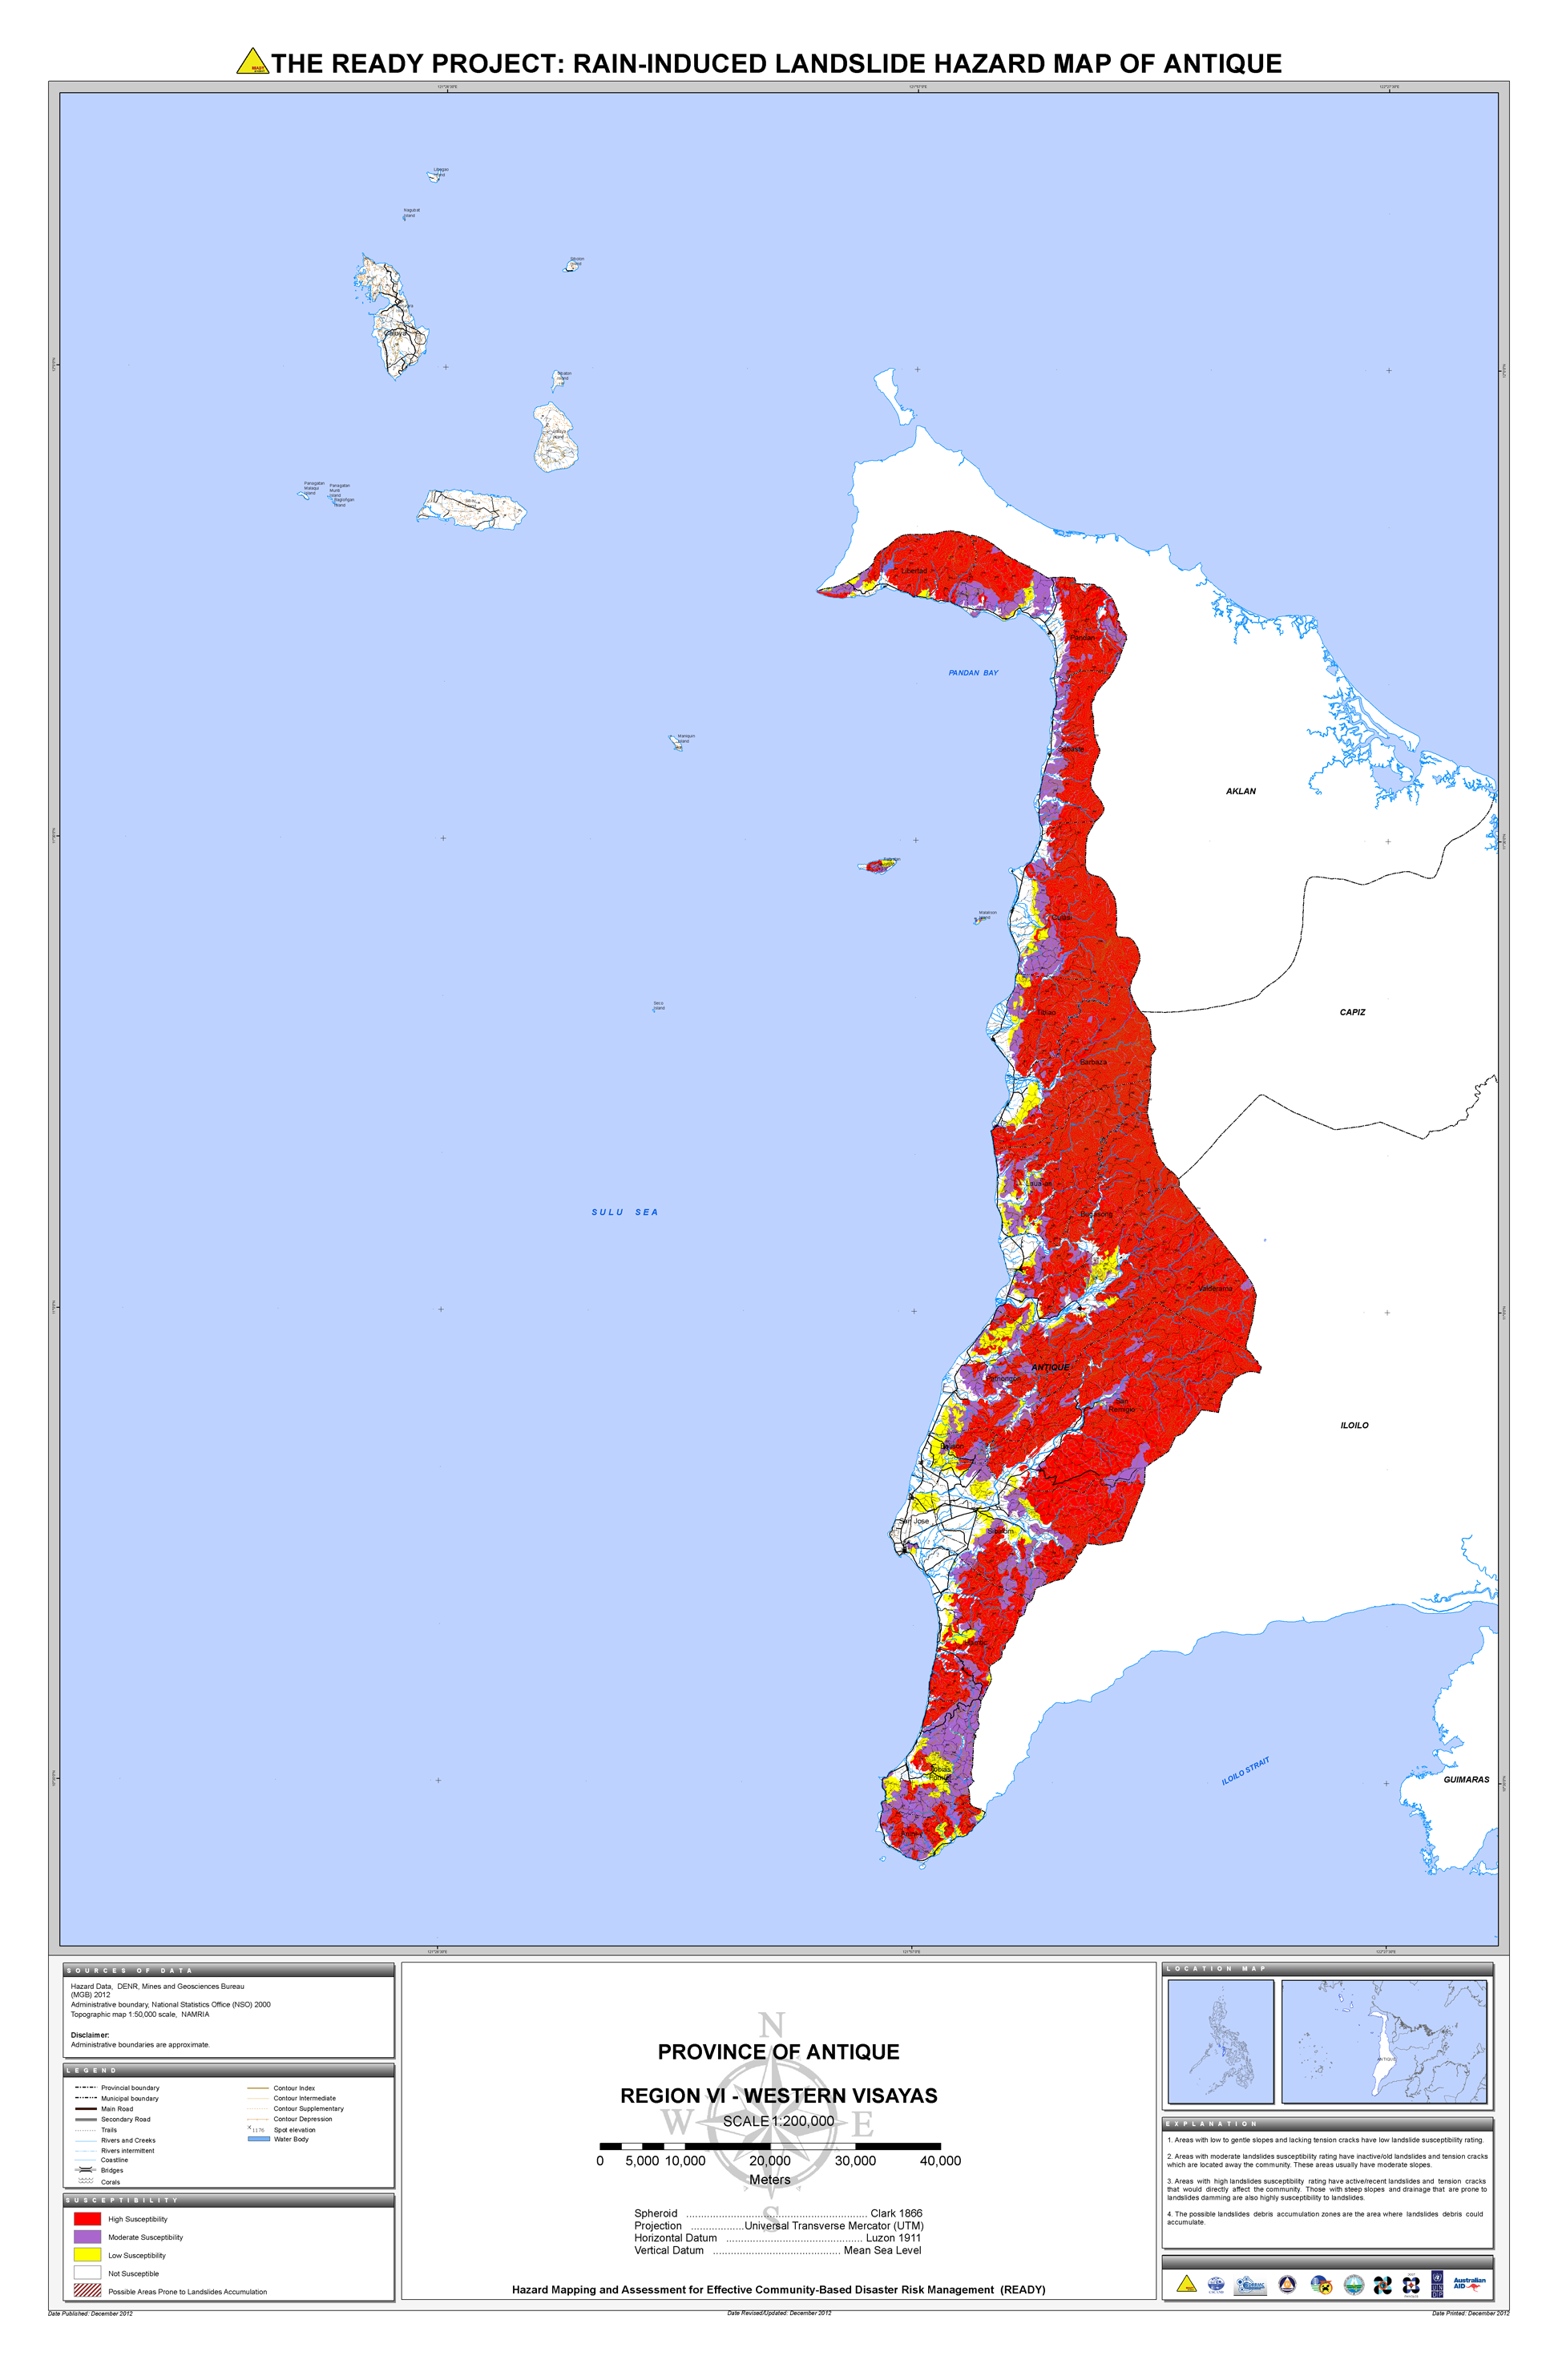 THE READY PROJECT: RAIN-INDUCED LANDSLIDE HAZARD MAP OF ANTIQUE
Libertad
Pandan
PANDAN BAY
Sebaste
AKLAN
Maniguin
Island
Culasi
Malalison
Island
Seco
Island
Tibiao
CAPIZ
Barbaza
Laua-an
SULU SEA
Bugasong
Valderama
ANTIQUE
Patnongon
San
Remigio
ILOILO
Belison
San Jose
Sibalom
Hamtic
Tobias
Fornier
ILOILO STRAIT
GUIMARAS
Anini-y
SOURCES OF DATA
Hazard Data, DENR, Mines and Geosciences Bureau
(MGB) 2012
Administrative boundary, National Statistics Office (NSO) 2000
Topographic map 1:50,000 scale, NAMRIA
Disclaimer:
Administrative boundaries are approximate.
LEGEND
Provincial boundary
Municipal boundary
Main Road
Secondary Road
Trails
Rivers and Creeks
Rivers intermittent
Coastline
Bridges
Corals
Contour Index
Contour Intermediate
Contour Supplementary
Contour Depression
1176 Spot elevation
Water Body
SUSCEPTIBILITY
High Susceptibility
Moderate Susceptibility
Low Susceptibility
Not Susceptible
Possible Areas Prone to Landslides Accumulation
N
W
E
S
PROVINCE OF ANTIQUE
REGION VI - WESTERN VISAYAS
SCALE 1:200,000
0 5,000 10,000 20,000 30,000 40,000
Meters
Spheroid ........ Clark 1866
Projection ........ Universal Transverse Mercator (UTM)
Horizontal Datum ........ Luzon 1911
Vertical Datum ........ Mean Sea Level
Hazard Mapping and Assessment for Effective Community-Based Disaster Risk Management (READY)
LOCATION MAP
ANTIQUE
EXPLANATION
1. Areas with low to gentle slopes and lacking tension cracks have low landslide susceptibility rating.
2. Areas with moderate landslides susceptibility rating have inactive/old landslides and tension cracks
which are located away the community. These areas usually have moderate slopes.
3. Areas with high landslides susceptibility rating have active/recent landslides and tension cracks
that would directly affect the community. Those with steep slopes and drainage that are prone to
landslides damming are also highly susceptibility to landslides.
4. The possible landslides debris accumulation zones are the area where landslides debris could
accumulate.
Australian
AID
Date Published: December 2012
Date Revised/Updated: December 2012
Date Printed: December 2012